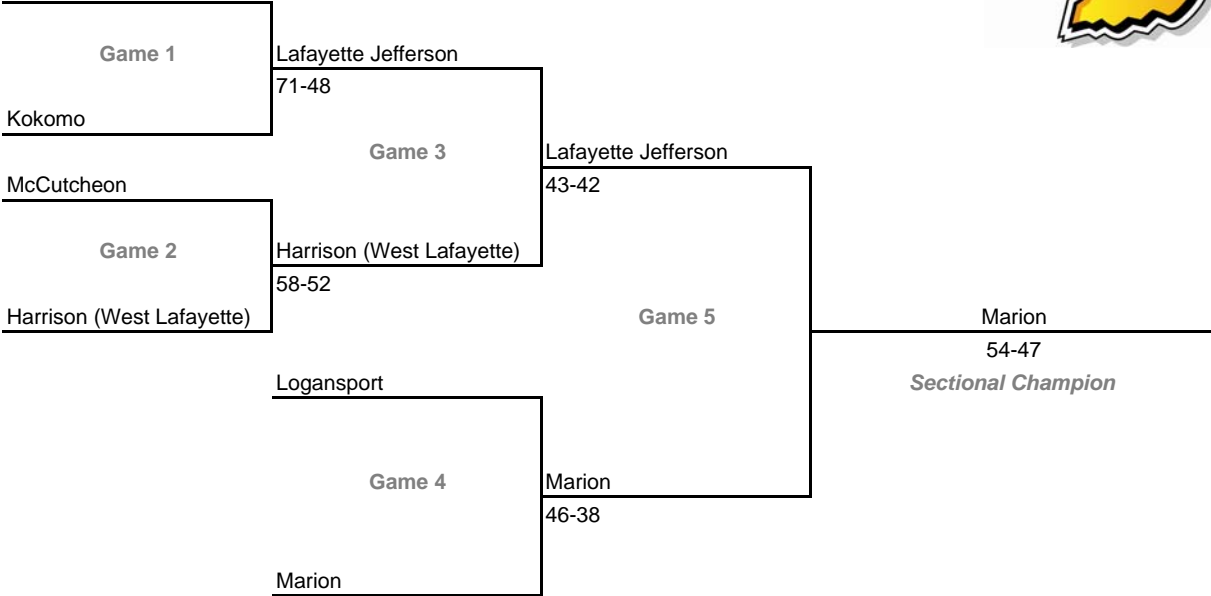 Game 1
Lafayette Jefferson
71-48
Kokomo
Game 3
Lafayette Jefferson
McCutcheon
43-42
Game 2
Harrison (West Lafayette)
58-52
Harrison (West Lafayette)
Game 5
Marion
54-47
Logansport
Sectional Champion
Game 4
Marion
46-38
Marion